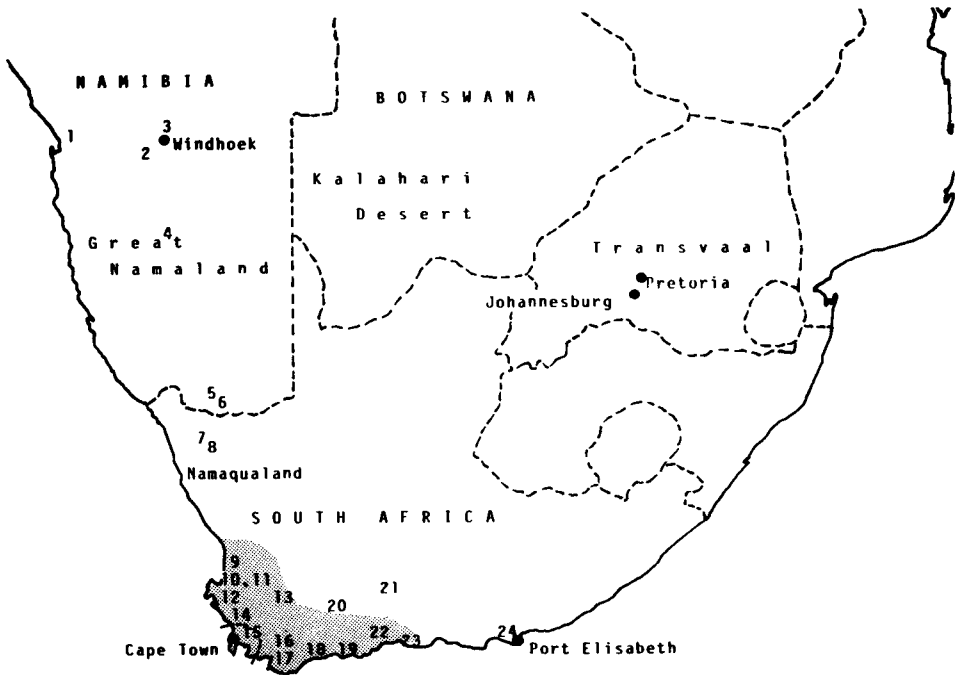 NAMIBIA
BOTSWANA
1
3
2
Windhoek
Kalahari
Desert
4
Great
Namaland
Transvaal
Pretoria
Johannesburg
5
6
7
8
Namaqualand
SOUTH AFRICA
9
10,11
12
13
20
21
14
15
16
17
18
19
22
23
24
Cape Town
Port Elisabeth